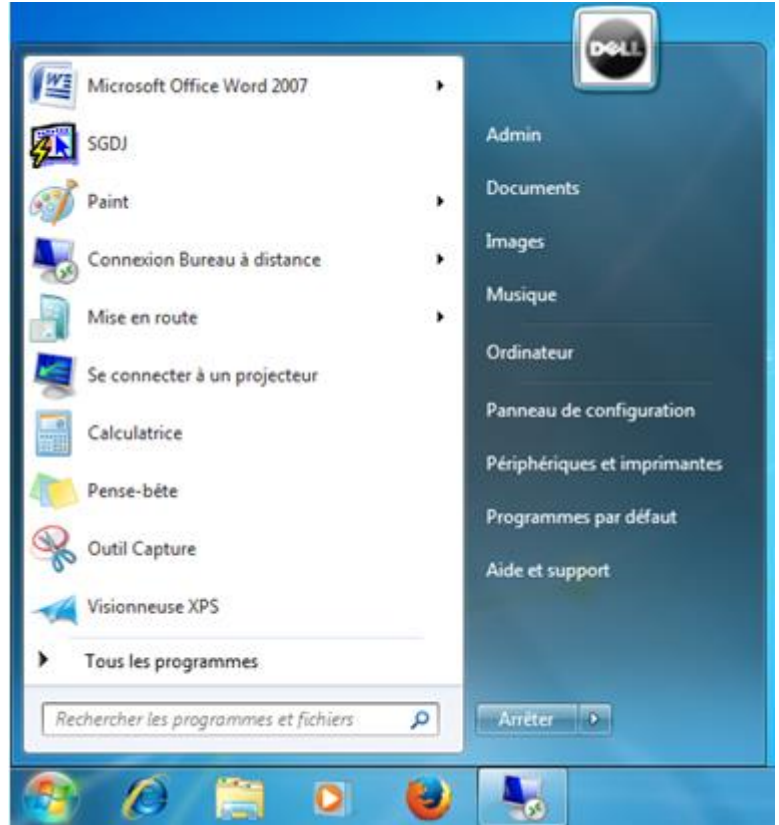 DELL
Microsoft Office Word 2007
SGDJ
Paint
Connexion Bureau à distance
Mise en route
Se connecter à un projecteur
Calculatrice
Pense-bête
Outil Capture
Visionneuse XPS
Tous les programmes
Rechercher les programmes et fichiers
Admin
Documents
Images
Musique
Ordinateur
Panneau de configuration
Périphériques et imprimantes
Programmes par défaut
Aide et support
Arrêter